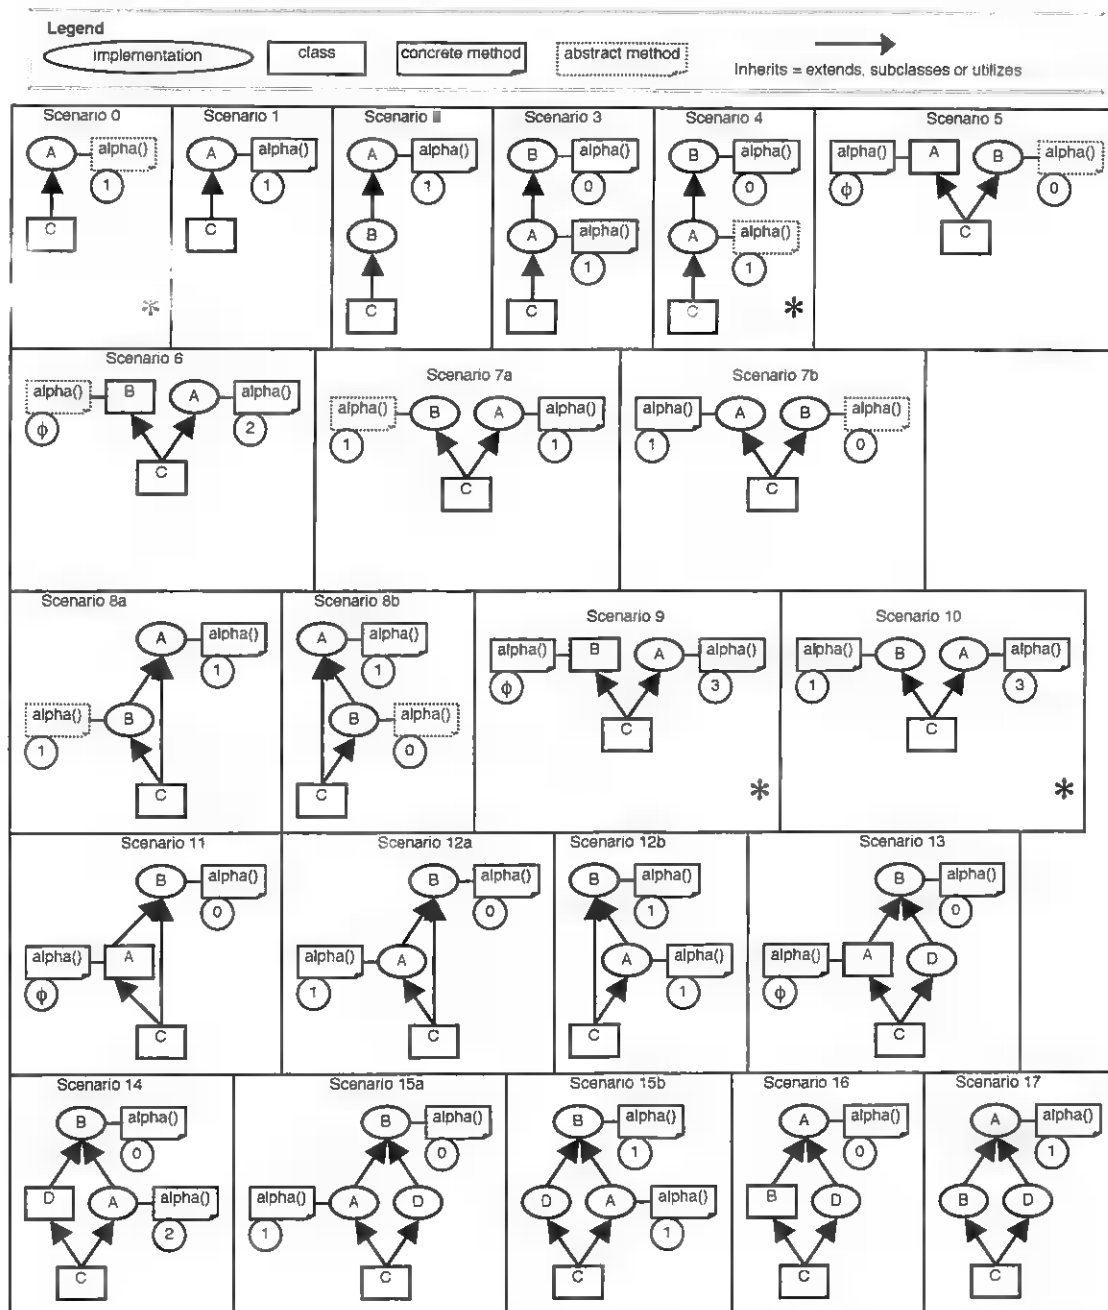 Legend
implementation
class
concrete method
abstract method
Inherits = extends, subclasses or utilizes
Scenario 0
A
alpha()
1
C
*
Scenario 1
A
alpha()
1
C
Scenario
A
alpha()
1
B
C
Scenario 3
B
alpha()
0
A
alpha()
1
C
Scenario 4
B
alpha()
0
A
alpha()
1
C
*
Scenario 5
alpha()
A
B
alpha()
ϕ
0
C
Scenario 6
alpha()
B
A
alpha()
ϕ
2
C
Scenario 7a
alpha()
B
A
alpha()
1
1
C
Scenario 7b
alpha()
A
B
alpha()
1
0
C
Scenario 8a
A
alpha()
1
alpha()
B
1
C
Scenario 8b
A
alpha()
1
B
alpha()
0
C
Scenario 9
alpha()
B
A
alpha()
ϕ
3
C
*
Scenario 10
alpha()
B
A
alpha()
1
3
C
*
Scenario 11
B
alpha()
0
alpha()
A
ϕ
C
Scenario 12a
B
alpha()
0
alpha()
A
1
C
Scenario 12b
B
alpha()
1
A
alpha()
1
C
Scenario 13
B
alpha()
0
alpha()
A
D
ϕ
C
Scenario 14
B
alpha()
0
D
A
alpha()
2
C
Scenario 15a
B
alpha()
0
alpha()
A
D
1
C
Scenario 15b
B
alpha()
1
D
A
alpha()
1
C
Scenario 16
A
alpha()
0
B
D
C
Scenario 17
A
alpha()
1
B
D
C